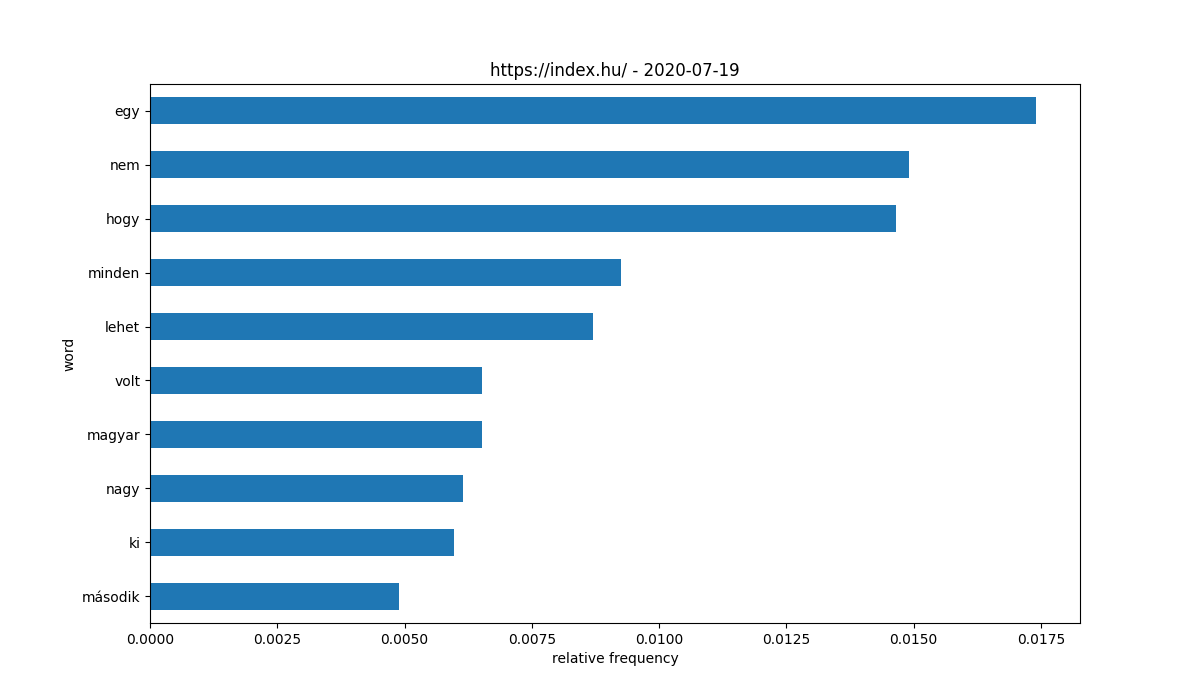 https://index.hu/ - 2020-07-19
egy
nem
hogy
minden
lehet
volt
magyar
nagy
ki
második
word
0.0000 0.0025 0.0050 0.0075 0.0100 0.0125 0.0150 0.0175
relative frequency